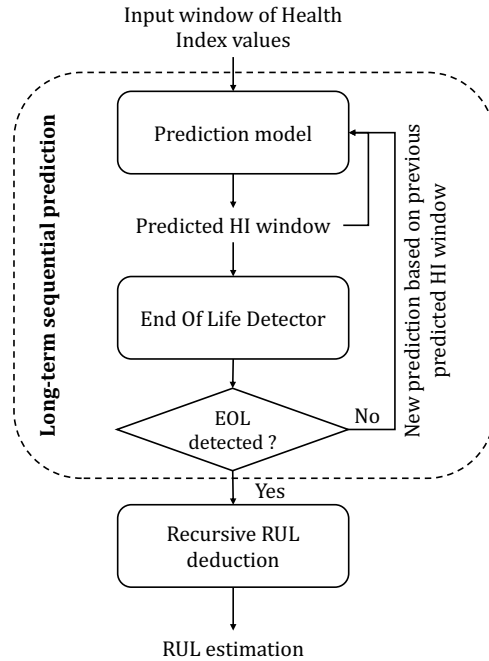 Input window of Health
Index values
Long-term sequential prediction
Prediction model
Predicted HI window
New prediction based on previous
predicted HI window
End Of Life Detector
EOL
detected ?
No
Yes
Recursive RUL
deduction
RUL estimation